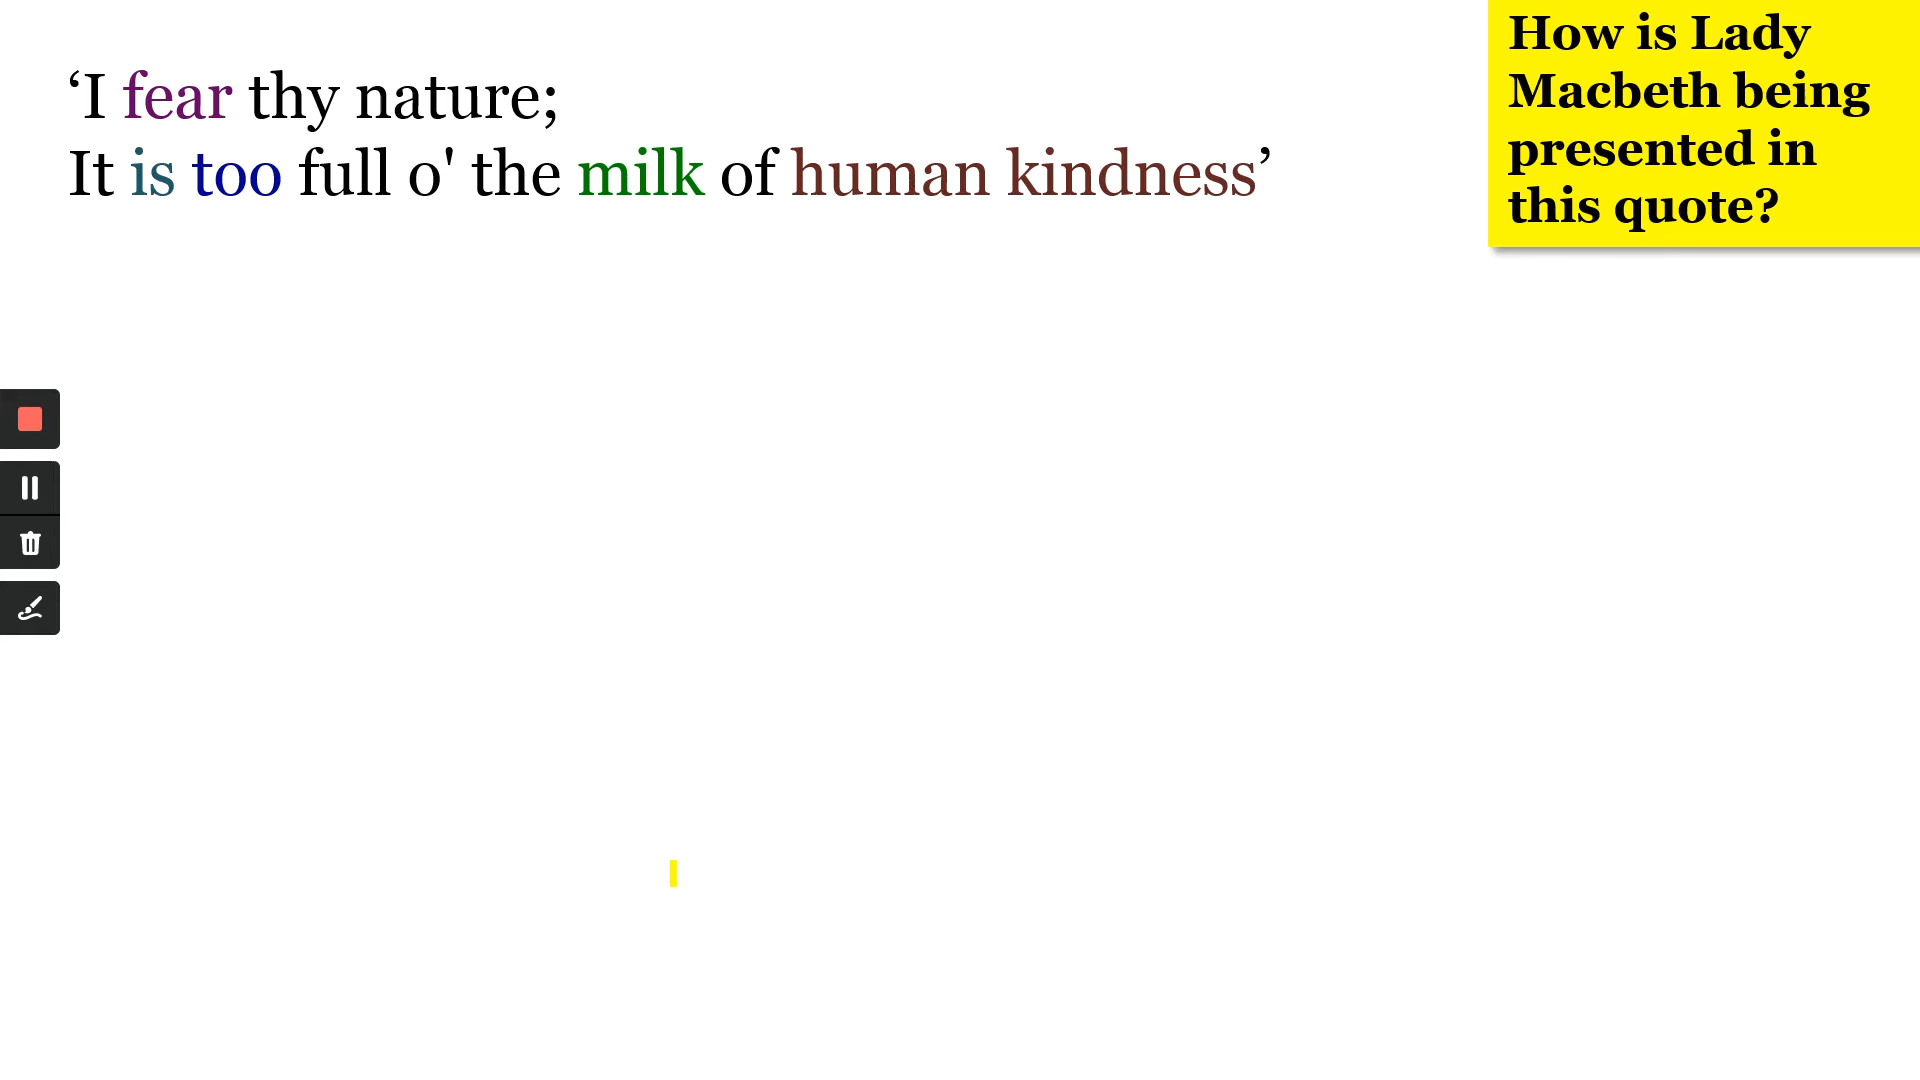 ‘I fear thy nature;
It is too full o' the milk of human kindness’
How is Lady
Macbeth being
presented in
this quote?